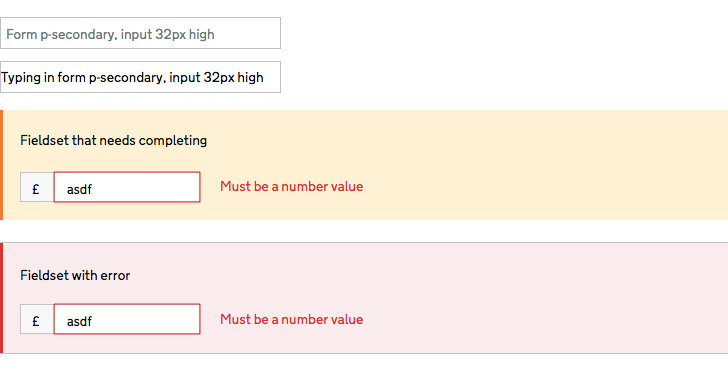 Form p-secondary, input 32px high
Typing in form p-secondary, input 32px high
Fieldset that needs completing
£ asdf Must be a number value
Fieldset with error
£ asdf Must be a number value